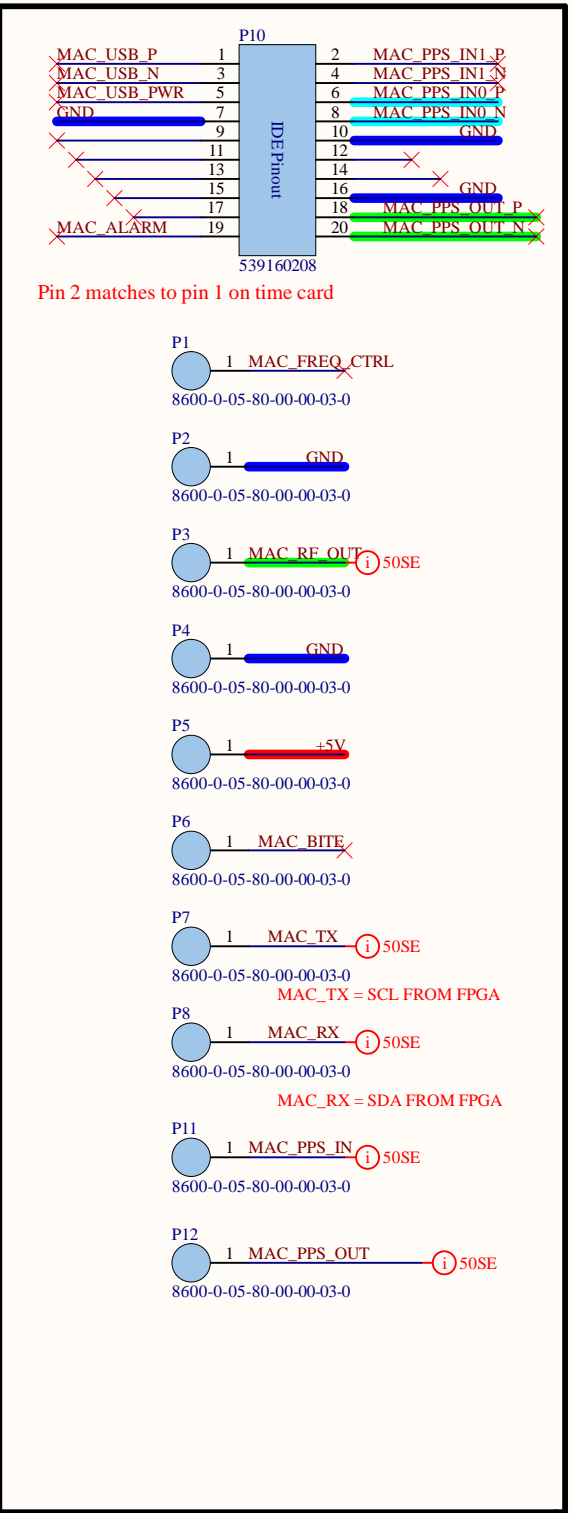 P10
MAC_USB_P 1 2 MAC_PPS_IN1_P
MAC_USB_N 3 4 MAC_PPS_IN1_N
MAC_USB_PWR 5 6 MAC_PPS_IN0_P
GND 7 8 MAC_PPS_IN0_N
9 10 GND
11 12
13 14
15 16 GND
17 18 MAC_PPS_OUT_P
MAC_ALARM 19 20 MAC_PPS_OUT_N
IDE Pinout
539160208
Pin 2 matches to pin 1 on time card
P1
1 MAC_FREQ_CTRL
8600-0-05-80-00-00-03-0
P2
1 GND
8600-0-05-80-00-00-03-0
P3
1 MAC_RF_OUT i 50SE
8600-0-05-80-00-00-03-0
P4
1 GND
8600-0-05-80-00-00-03-0
P5
1 +5V
8600-0-05-80-00-00-03-0
P6
1 MAC_BITE
8600-0-05-80-00-00-03-0
P7
1 MAC_TX i 50SE
8600-0-05-80-00-00-03-0
MAC_TX = SCL FROM FPGA
P8
1 MAC_RX i 50SE
8600-0-05-80-00-00-03-0
MAC_RX = SDA FROM FPGA
P11
1 MAC_PPS_IN i 50SE
8600-0-05-80-00-00-03-0
P12
1 MAC_PPS_OUT i 50SE
8600-0-05-80-00-00-03-0